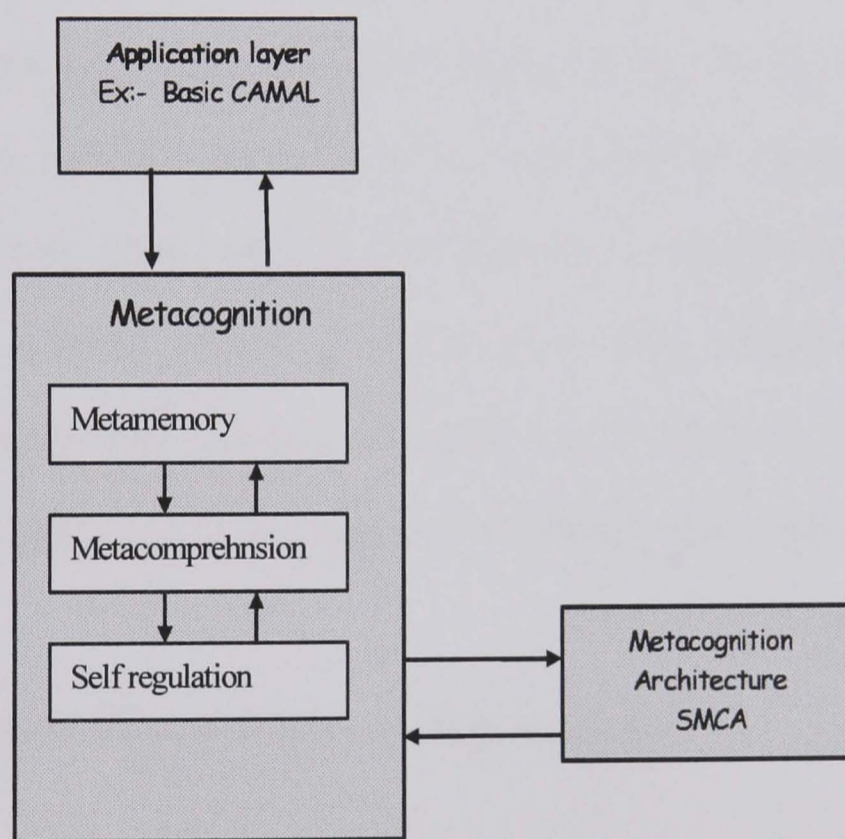 Application layer
Ex:- Basic CAMAL
Metacognition
Metamemory
Metacomprehnsion
Self regulation
Metacognition
Architecture
SMCA